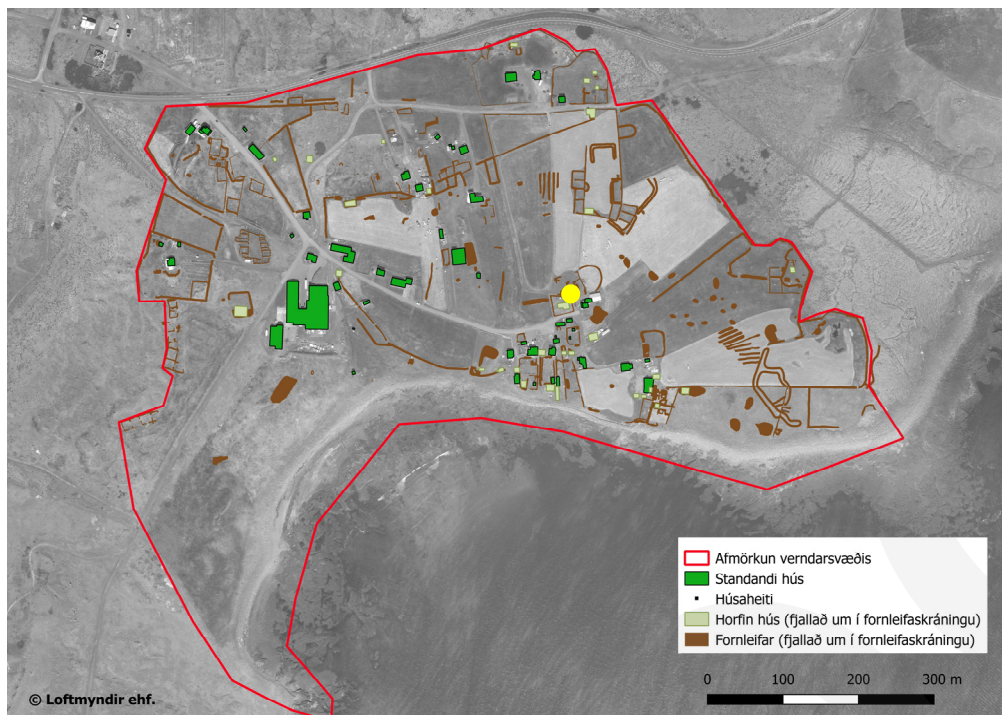 Afmörkun verndarsvæðis
Standandi hús
Húsaheiti
Horfin hús (fjallað um í fornleifaskráningu)
Fornleifar (fjallað um í fornleifaskráningu)
© Loftmyndir ehf.
0 100 200 300 m